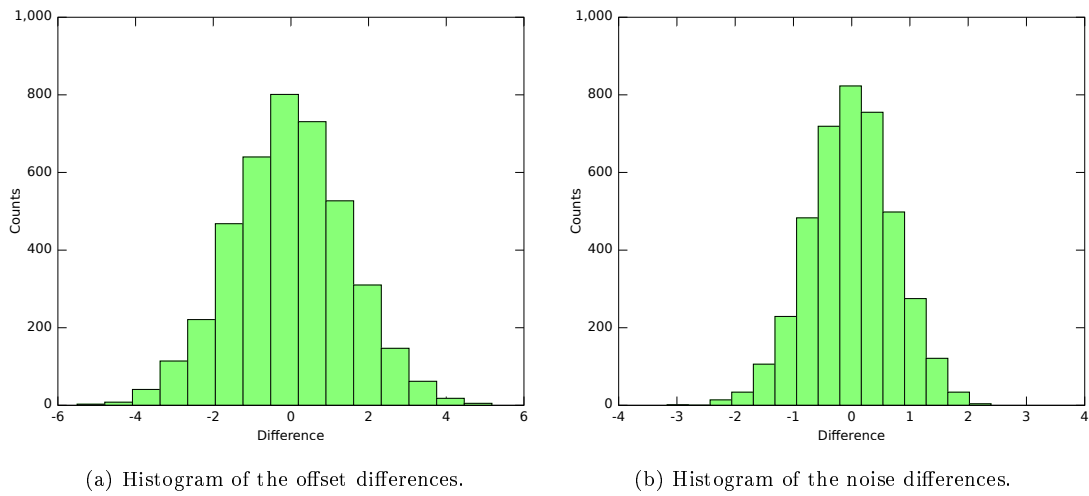 1,000
800
600
400
200
0
Counts
-6 -4 -2 0 2 4 6
Difference
(a) Histogram of the offset differences.
1,000
800
600
400
200
0
Counts
-4 -3 -2 -1 0 1 2 3 4
Difference
(b) Histogram of the noise differences.